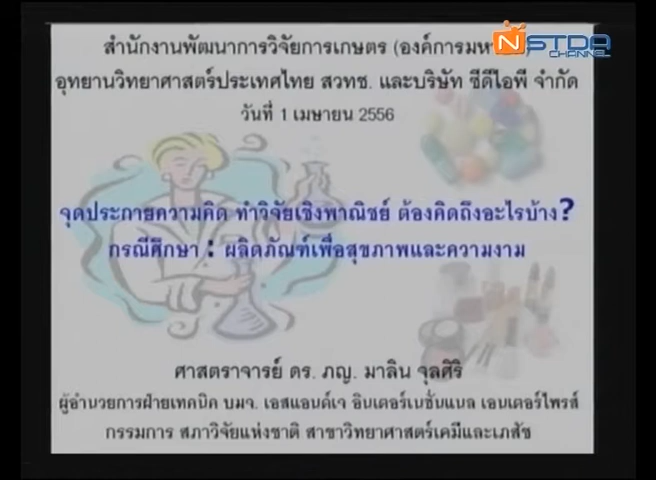 สำนักงานพัฒนาการวิจัยการเกษตร (องค์การมหาชน)
NSTDA
CHANNEL
อุทยานวิทยาศาสตร์ประเทศไทย สวทช. และบริษัท ซีดีไอพี จำกัด
วันที่ 1 เมษายน 2556
จุดประกายความคิด ทำวิจัยเชิงพาณิชย์ ต้องคิดถึงอะไรบ้าง?
กรณีศึกษา : ผลิตภัณฑ์เพื่อสุขภาพและความงาม
ศาสตราจารย์ ดร. ภญ. มาลิน จุลศิริ
ผู้อำนวยการฝ่ายเทคนิค บมจ. เอสแอนด์เจ อินเตอร์เนชั่นแนล เอนเตอร์ไพรส์
กรรมการ สภาวิจัยแห่งชาติ สาขาวิทยาศาสตร์เคมีและเภสัช